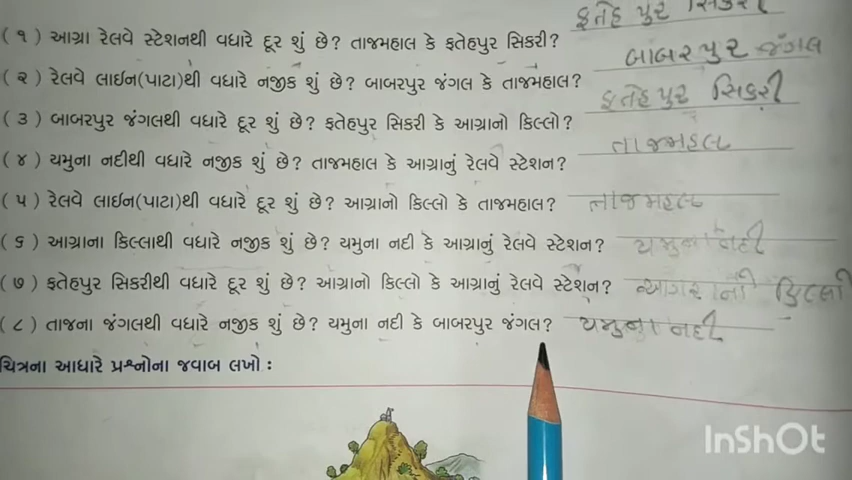 ફતેહ પુર સિકરી
(૧) આગ્રા રેલવે સ્ટેશનથી વધારે દૂર શું છે? તાજમહાલ કે ફતેહપુર સિકરી?
બાબરપુર જંગલ
(૨) રેલવે લાઈન(પાટા)થી વધારે નજીક શું છે? બાબરપુર જંગલ કે તાજમહાલ?
ફતેહ પુર સિકરી
(૩) બાબરપુર જંગલથી વધારે દૂર શું છે? ફતેહપુર સિકરી કે આગ્રાનો કિલ્લો?
તાજમહલ
(૪) યમુના નદીથી વધારે નજીક શું છે? તાજમહાલ કે આગ્રાનું રેલવે સ્ટેશન?
(૫) રેલવે લાઈન(પાટા)થી વધારે દૂર શું છે? આગ્રાનો કિલ્લો કે તાજમહાલ? તાજમહલ
(૬) આગ્રાના કિલ્લાથી વધારે નજીક શું છે? યમુના નદી કે આગ્રાનું રેલવે સ્ટેશન? યમુના નદી
(૭) ફતેહપુર સિકરીથી વધારે દૂર શું છે? આગ્રાનો કિલ્લો કે આગ્રાનું રેલવે સ્ટેશન?
(૮) તાજના જંગલથી વધારે નજીક શું છે? યમુના નદી કે બાબરપુર જંગલ? યમુના નદી
ચિત્રના આધારે પ્રશ્નોના જવાબ લખો :
InShOt